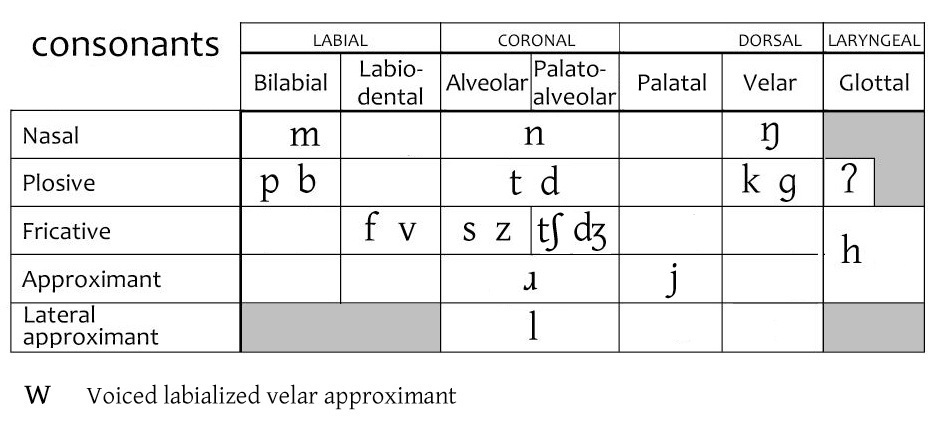 consonants
LABIAL CORONAL DORSAL LARYNGEAL
Bilabial Labio-dental Alveolar Palato-alveolar Palatal Velar Glottal
Nasal m n ŋ
Plosive p b t d k ɡ ʔ
Fricative f v s z tʃ dʒ h
Approximant ɹ j
Lateral approximant l
w Voiced labialized velar approximant